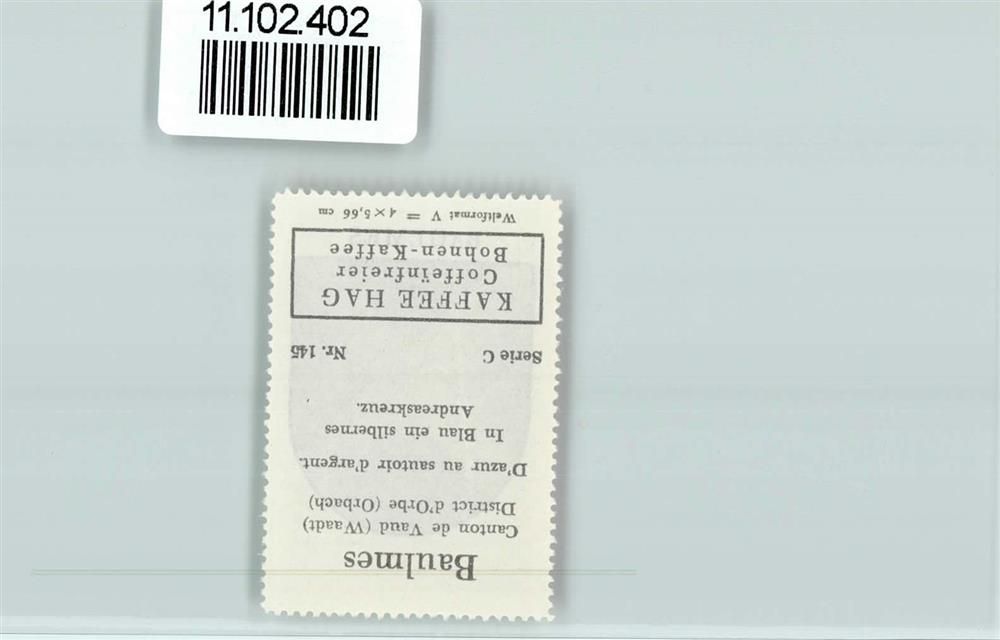 11.102.402
Baulmes
Canton de Vaud (Waadt)
District d'Orbe (Orbach)
D'azur au sautoir d'argent.
In Blau ein silbernes
Andreaskreuz.
Serie C Nr. 145
KAFFEE HAG
Coffeïnfreier
Bohnen-Kaffee
Weltformat V = 4 × 5,66 cm